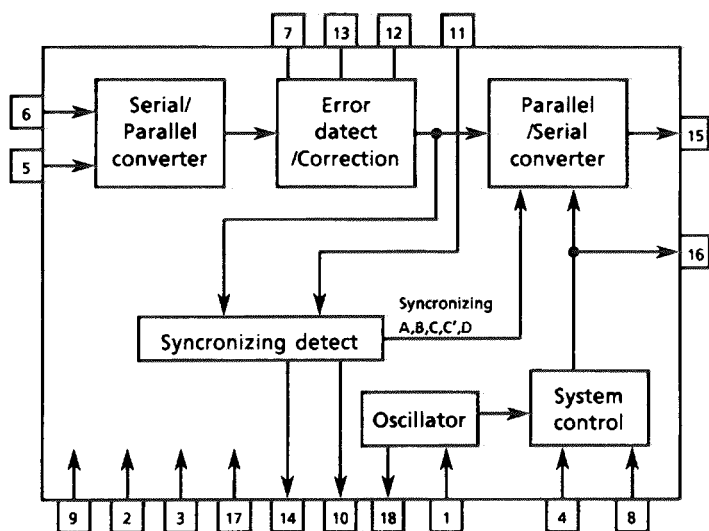 7
13
12
11
6
5
Serial/
Parallel
converter
Error
datect
/Correction
Parallel
/Serial
converter
15
16
Syncronizing
A,B,C,C',D
Syncronizing detect
Oscillator
System
control
9
2
3
17
14
10
18
1
4
8